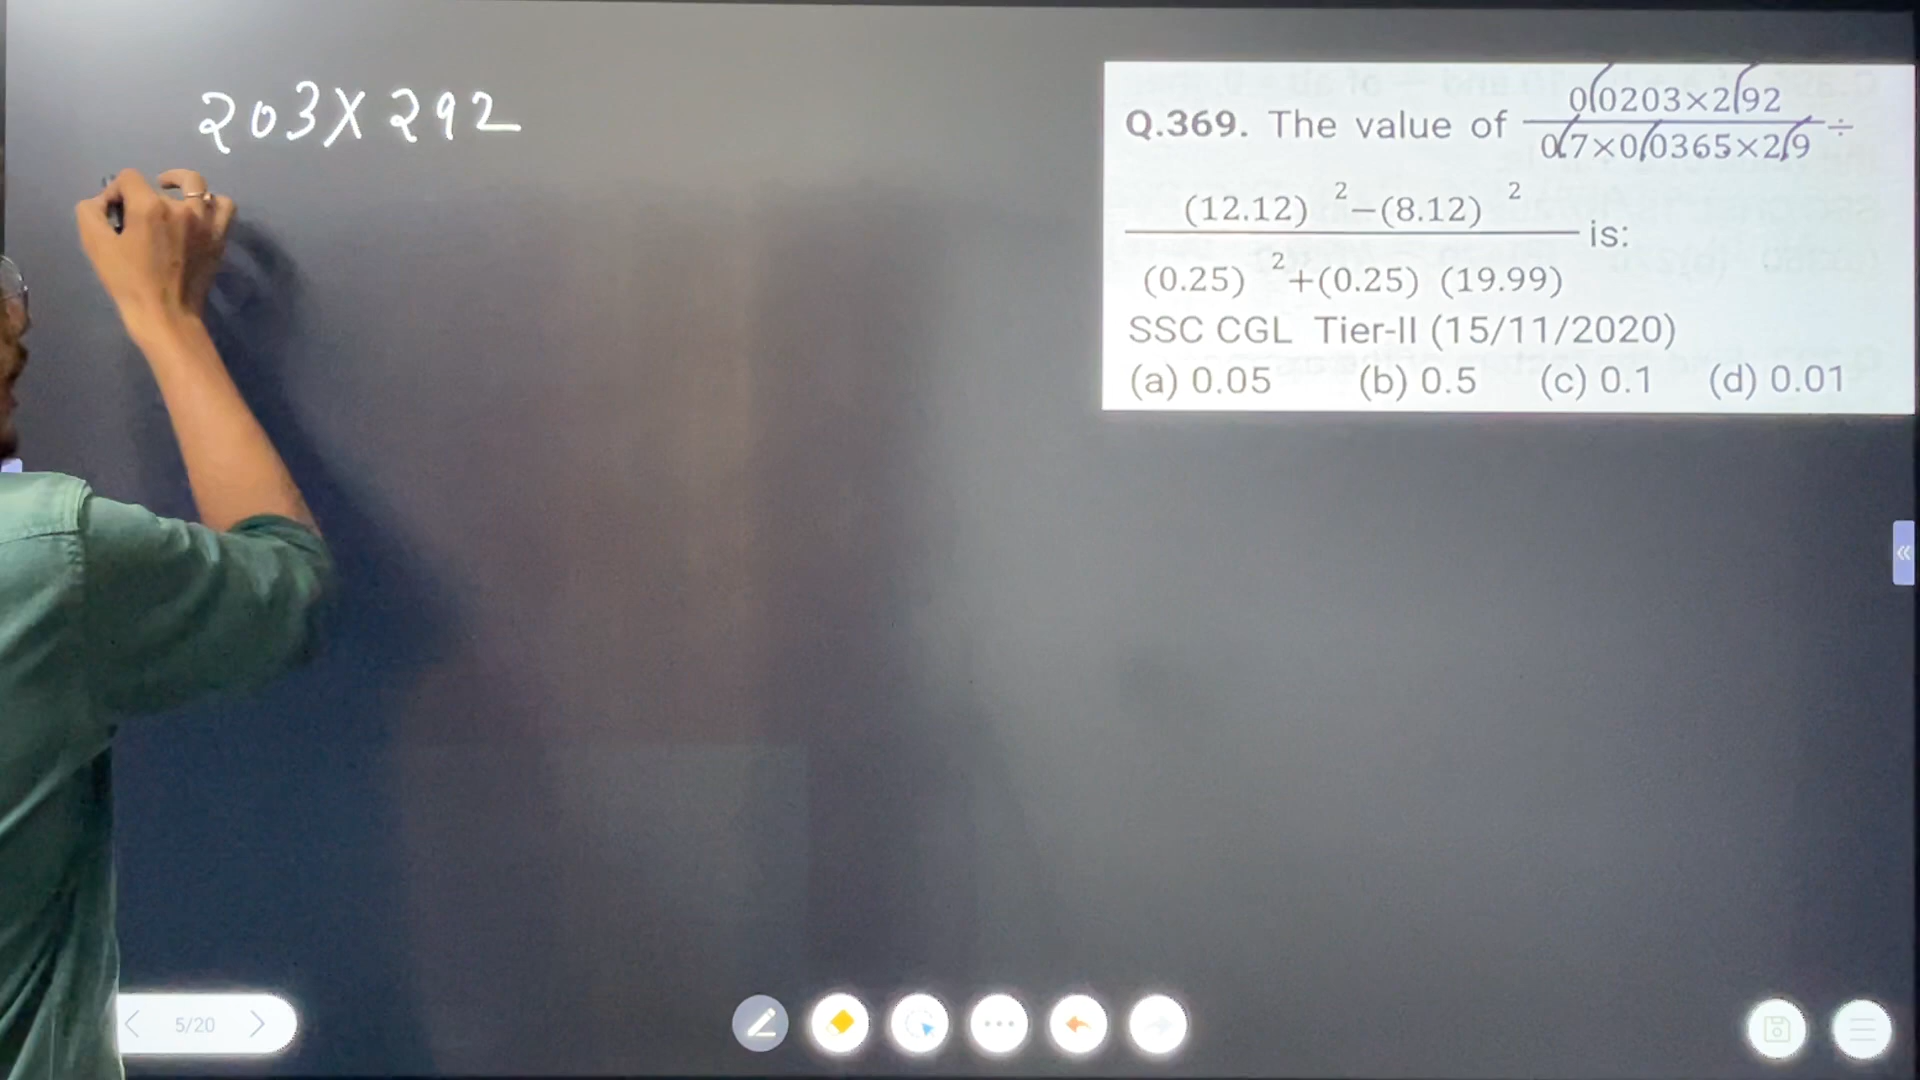 203X292
Q.369. The value of 0.0203×2.92 / 0.7×0.0365×2.9 ÷
(12.12)²−(8.12)² / (0.25)²+(0.25) (19.99) is:
SSC CGL Tier-II (15/11/2020)
(a) 0.05 (b) 0.5 (c) 0.1 (d) 0.01
5/20